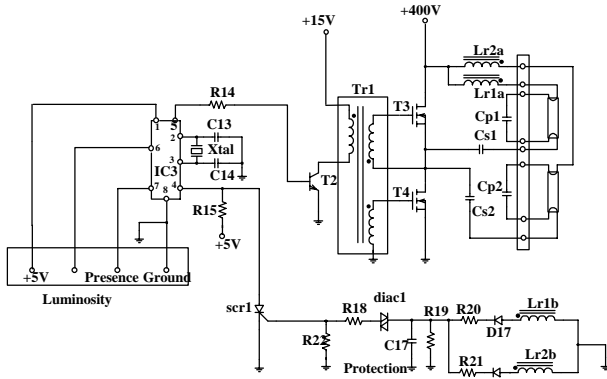 +15V
+400V
Lr2a
Lr1a
Tr1
T3
R14
Cp1
Cs1
C13
Xtal
C14
IC3
1
5
2
6
3
7
4
8
T2
T4
Cp2
Cs2
R15
+5V
+5V
Presence
Ground
Luminosity
scr1
R18
diac1
R19
R20
Lr1b
D17
R22
C17
R21
Lr2b
Protection